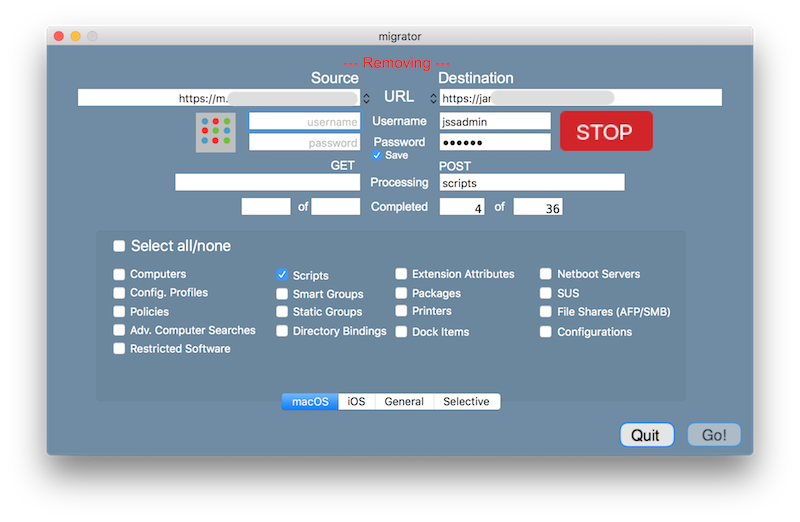 migrator
--- Removing ---
Source Destination
https://m. URL https://jar
username Username jssadmin
password Password ●●●●●●
Save
GET POST
Processing scripts
of Completed 4 of 36
STOP
Select all/none
Computers Scripts Extension Attributes Netboot Servers
Config. Profiles Smart Groups Packages SUS
Policies Static Groups Printers File Shares (AFP/SMB)
Adv. Computer Searches Directory Bindings Dock Items Configurations
Restricted Software
macOS iOS General Selective
Quit Go!